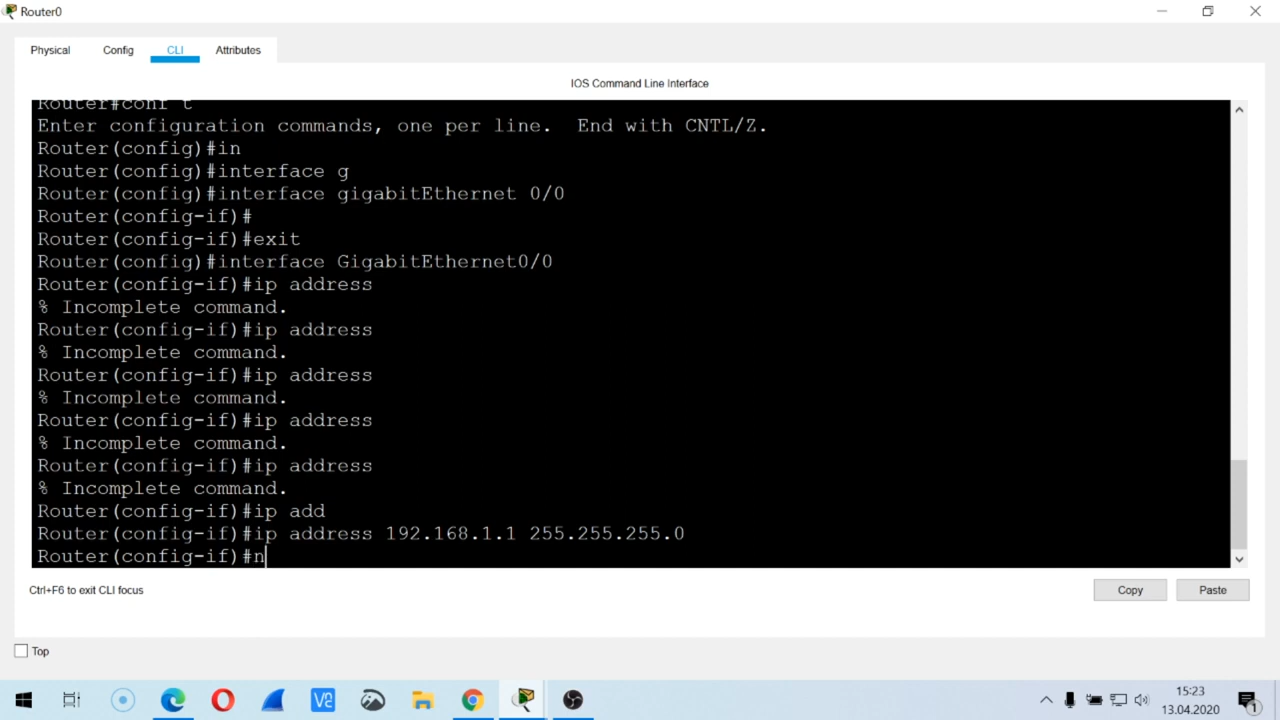 Router0
Physical Config CLI Attributes
IOS Command Line Interface
Router#conf t
Enter configuration commands, one per line.  End with CNTL/Z.
Router(config)#in
Router(config)#interface g
Router(config)#interface gigabitEthernet 0/0
Router(config-if)#
Router(config-if)#exit
Router(config)#interface GigabitEthernet0/0
Router(config-if)#ip address
% Incomplete command.
Router(config-if)#ip address
% Incomplete command.
Router(config-if)#ip address
% Incomplete command.
Router(config-if)#ip address
% Incomplete command.
Router(config-if)#ip address
% Incomplete command.
Router(config-if)#ip add
Router(config-if)#ip address 192.168.1.1 255.255.255.0
Router(config-if)#n
Ctrl+F6 to exit CLI focus
Copy Paste
Top
15:23
13.04.2020
1